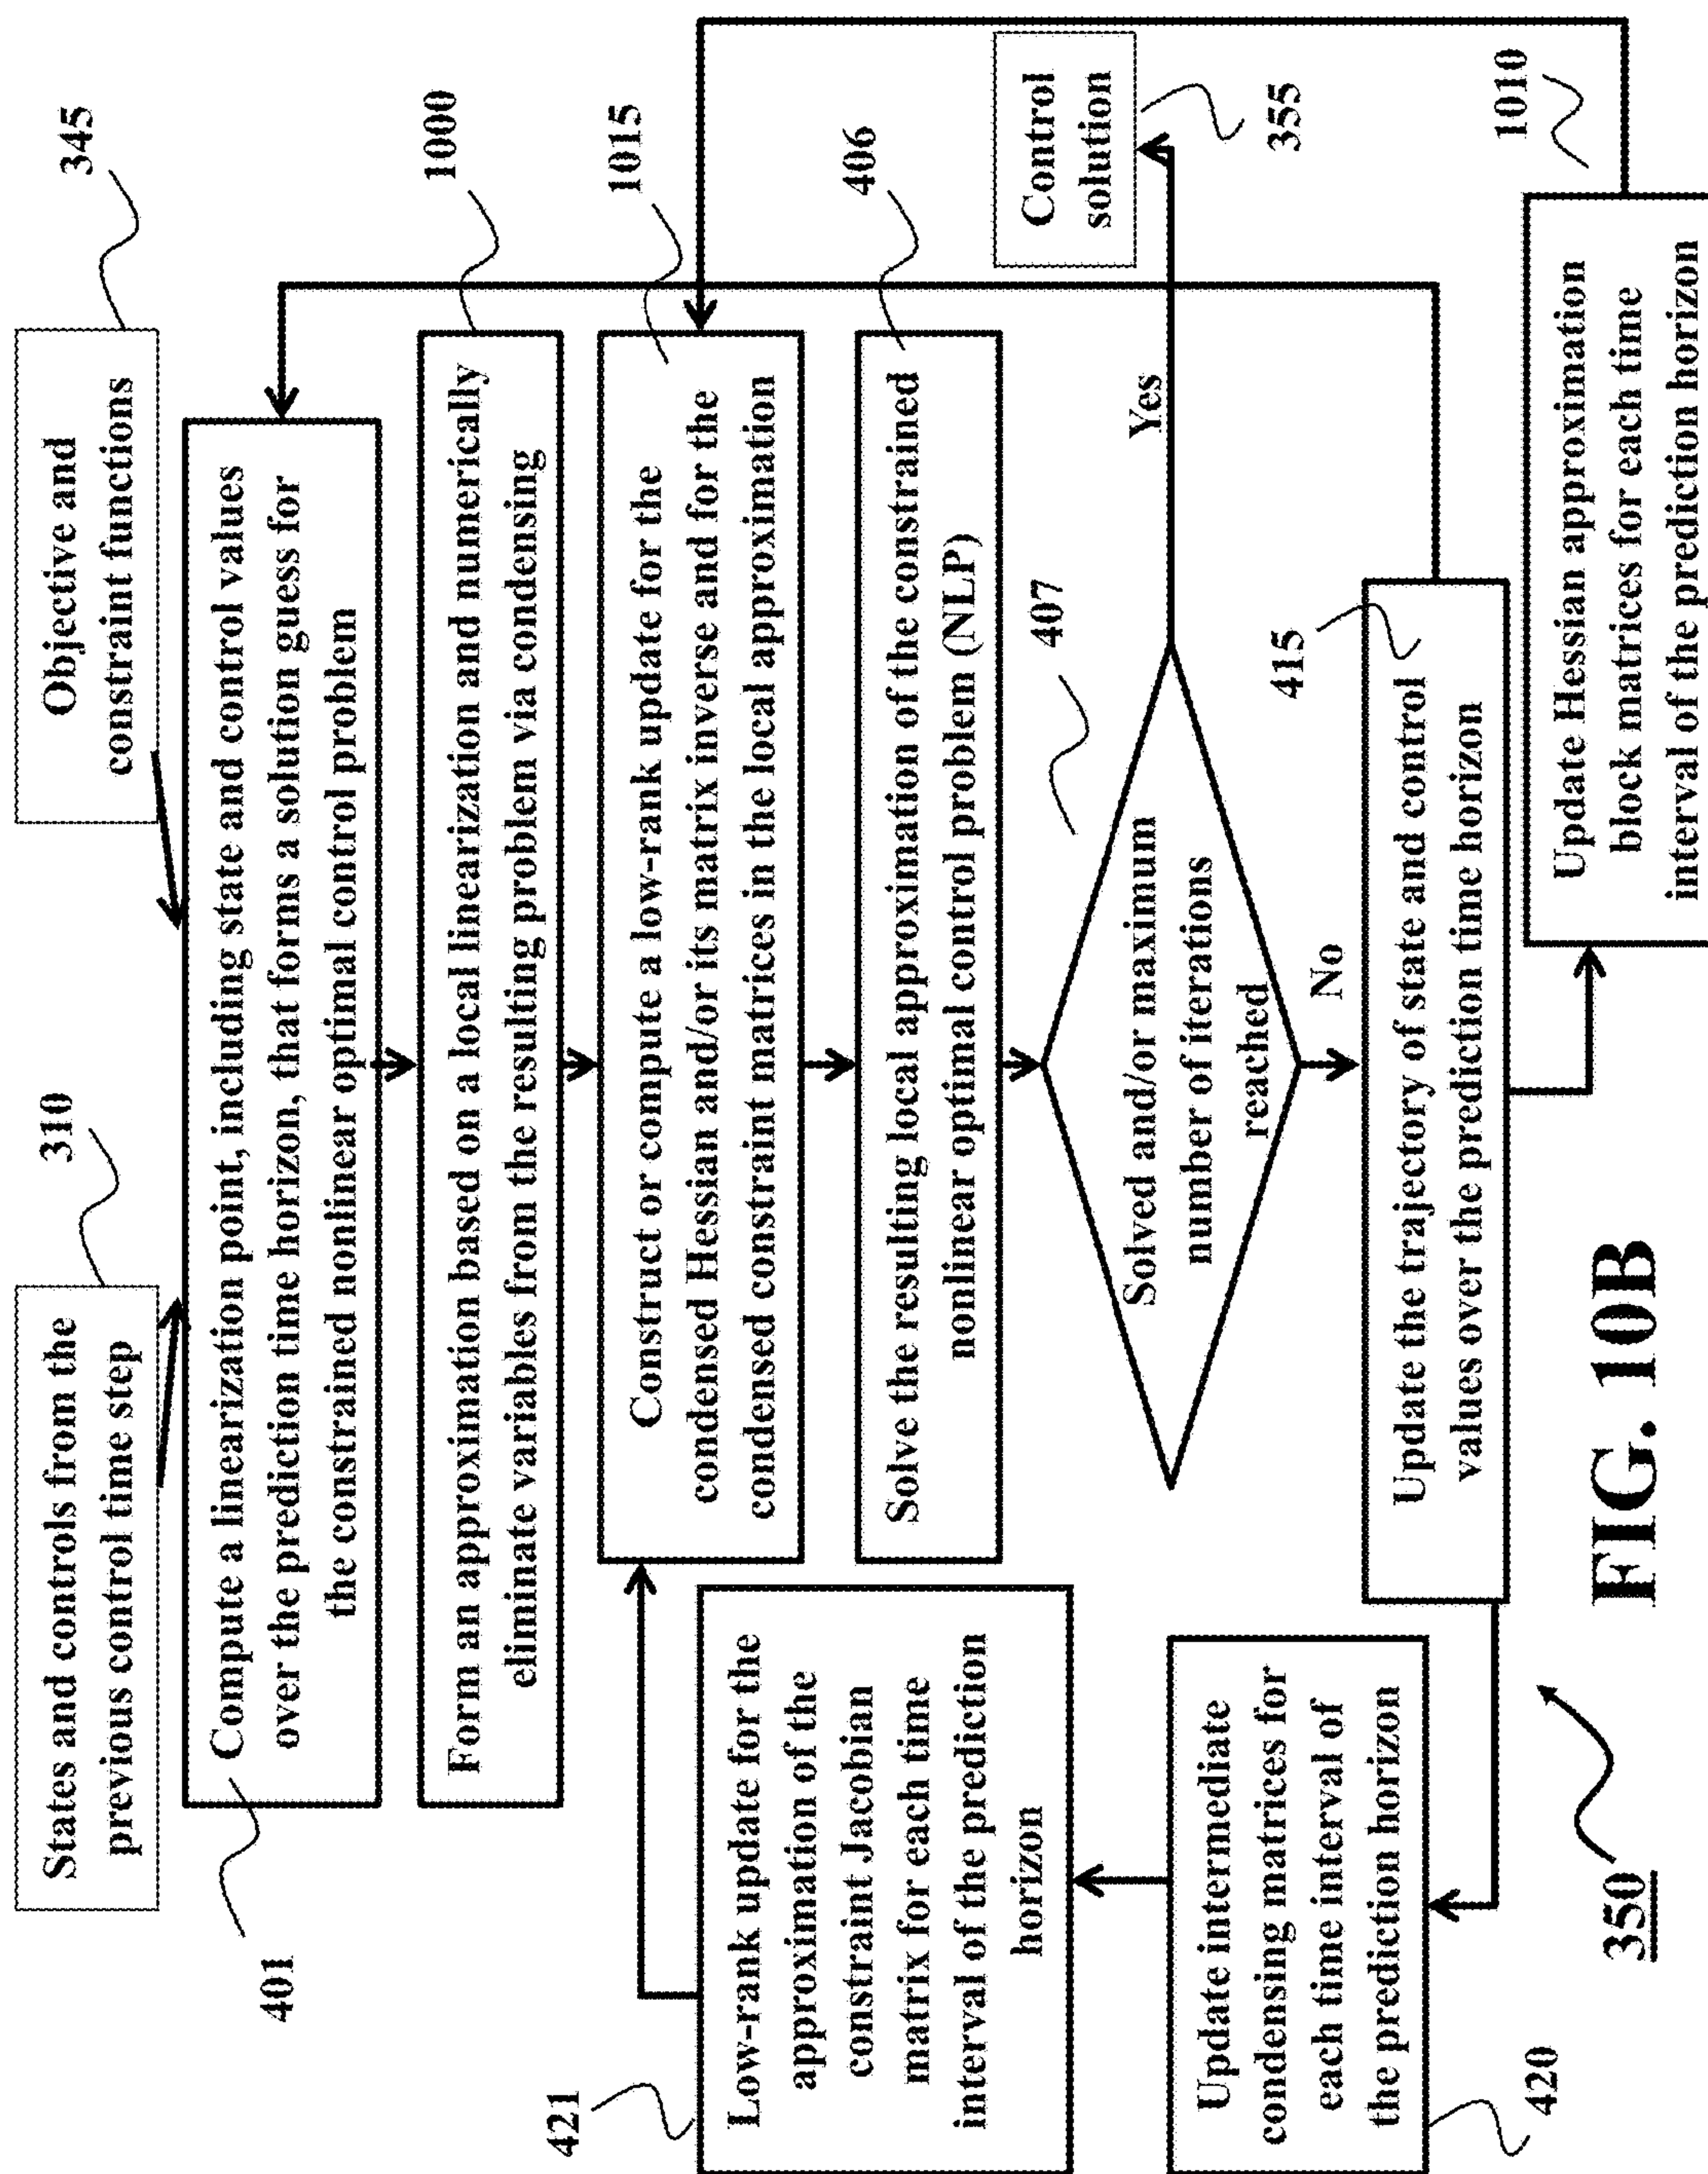 States and controls from the
previous control time step
310
Objective and
constraint functions
345
401
Compute a linearization point, including state and control values
over the prediction time horizon, that forms a solution guess for
the constrained nonlinear optimal control problem
1000
Form an approximation based on a local linearization and numerically
eliminate variables from the resulting problem via condensing
1015
Construct or compute a low-rank update for the
condensed Hessian and/or its matrix inverse and for the
condensed constraint matrices in the local approximation
421
Low-rank update for the
approximation of the
constraint Jacobian
matrix for each time
interval of the prediction
horizon
406
Solve the resulting local approximation of the constrained
nonlinear optimal control problem (NLP)
407
Solved and/or maximum
number of iterations
reached
Yes
No
Control
solution
355
420
Update intermediate
condensing matrices for
each time interval of
the prediction horizon
415
Update the trajectory of state and control
values over the prediction time horizon
1010
Update Hessian approximation
block matrices for each time
interval of the prediction horizon
350
FIG. 10B